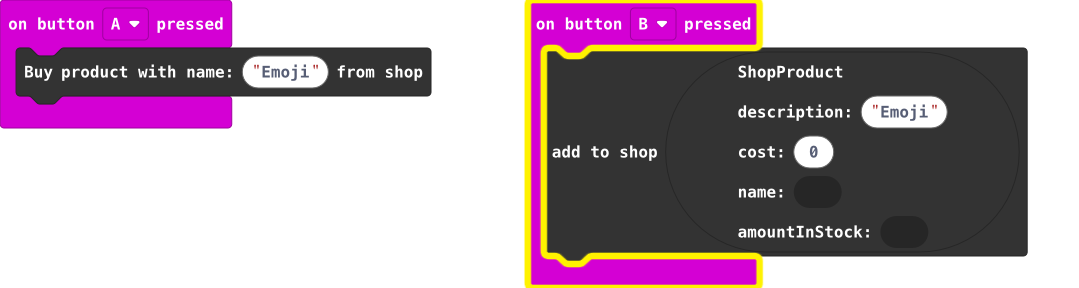 on button A pressed
Buy product with name: "Emoji" from shop
on button B pressed
add to shop
ShopProduct
description: "Emoji"
cost: 0
name:
amountInStock: